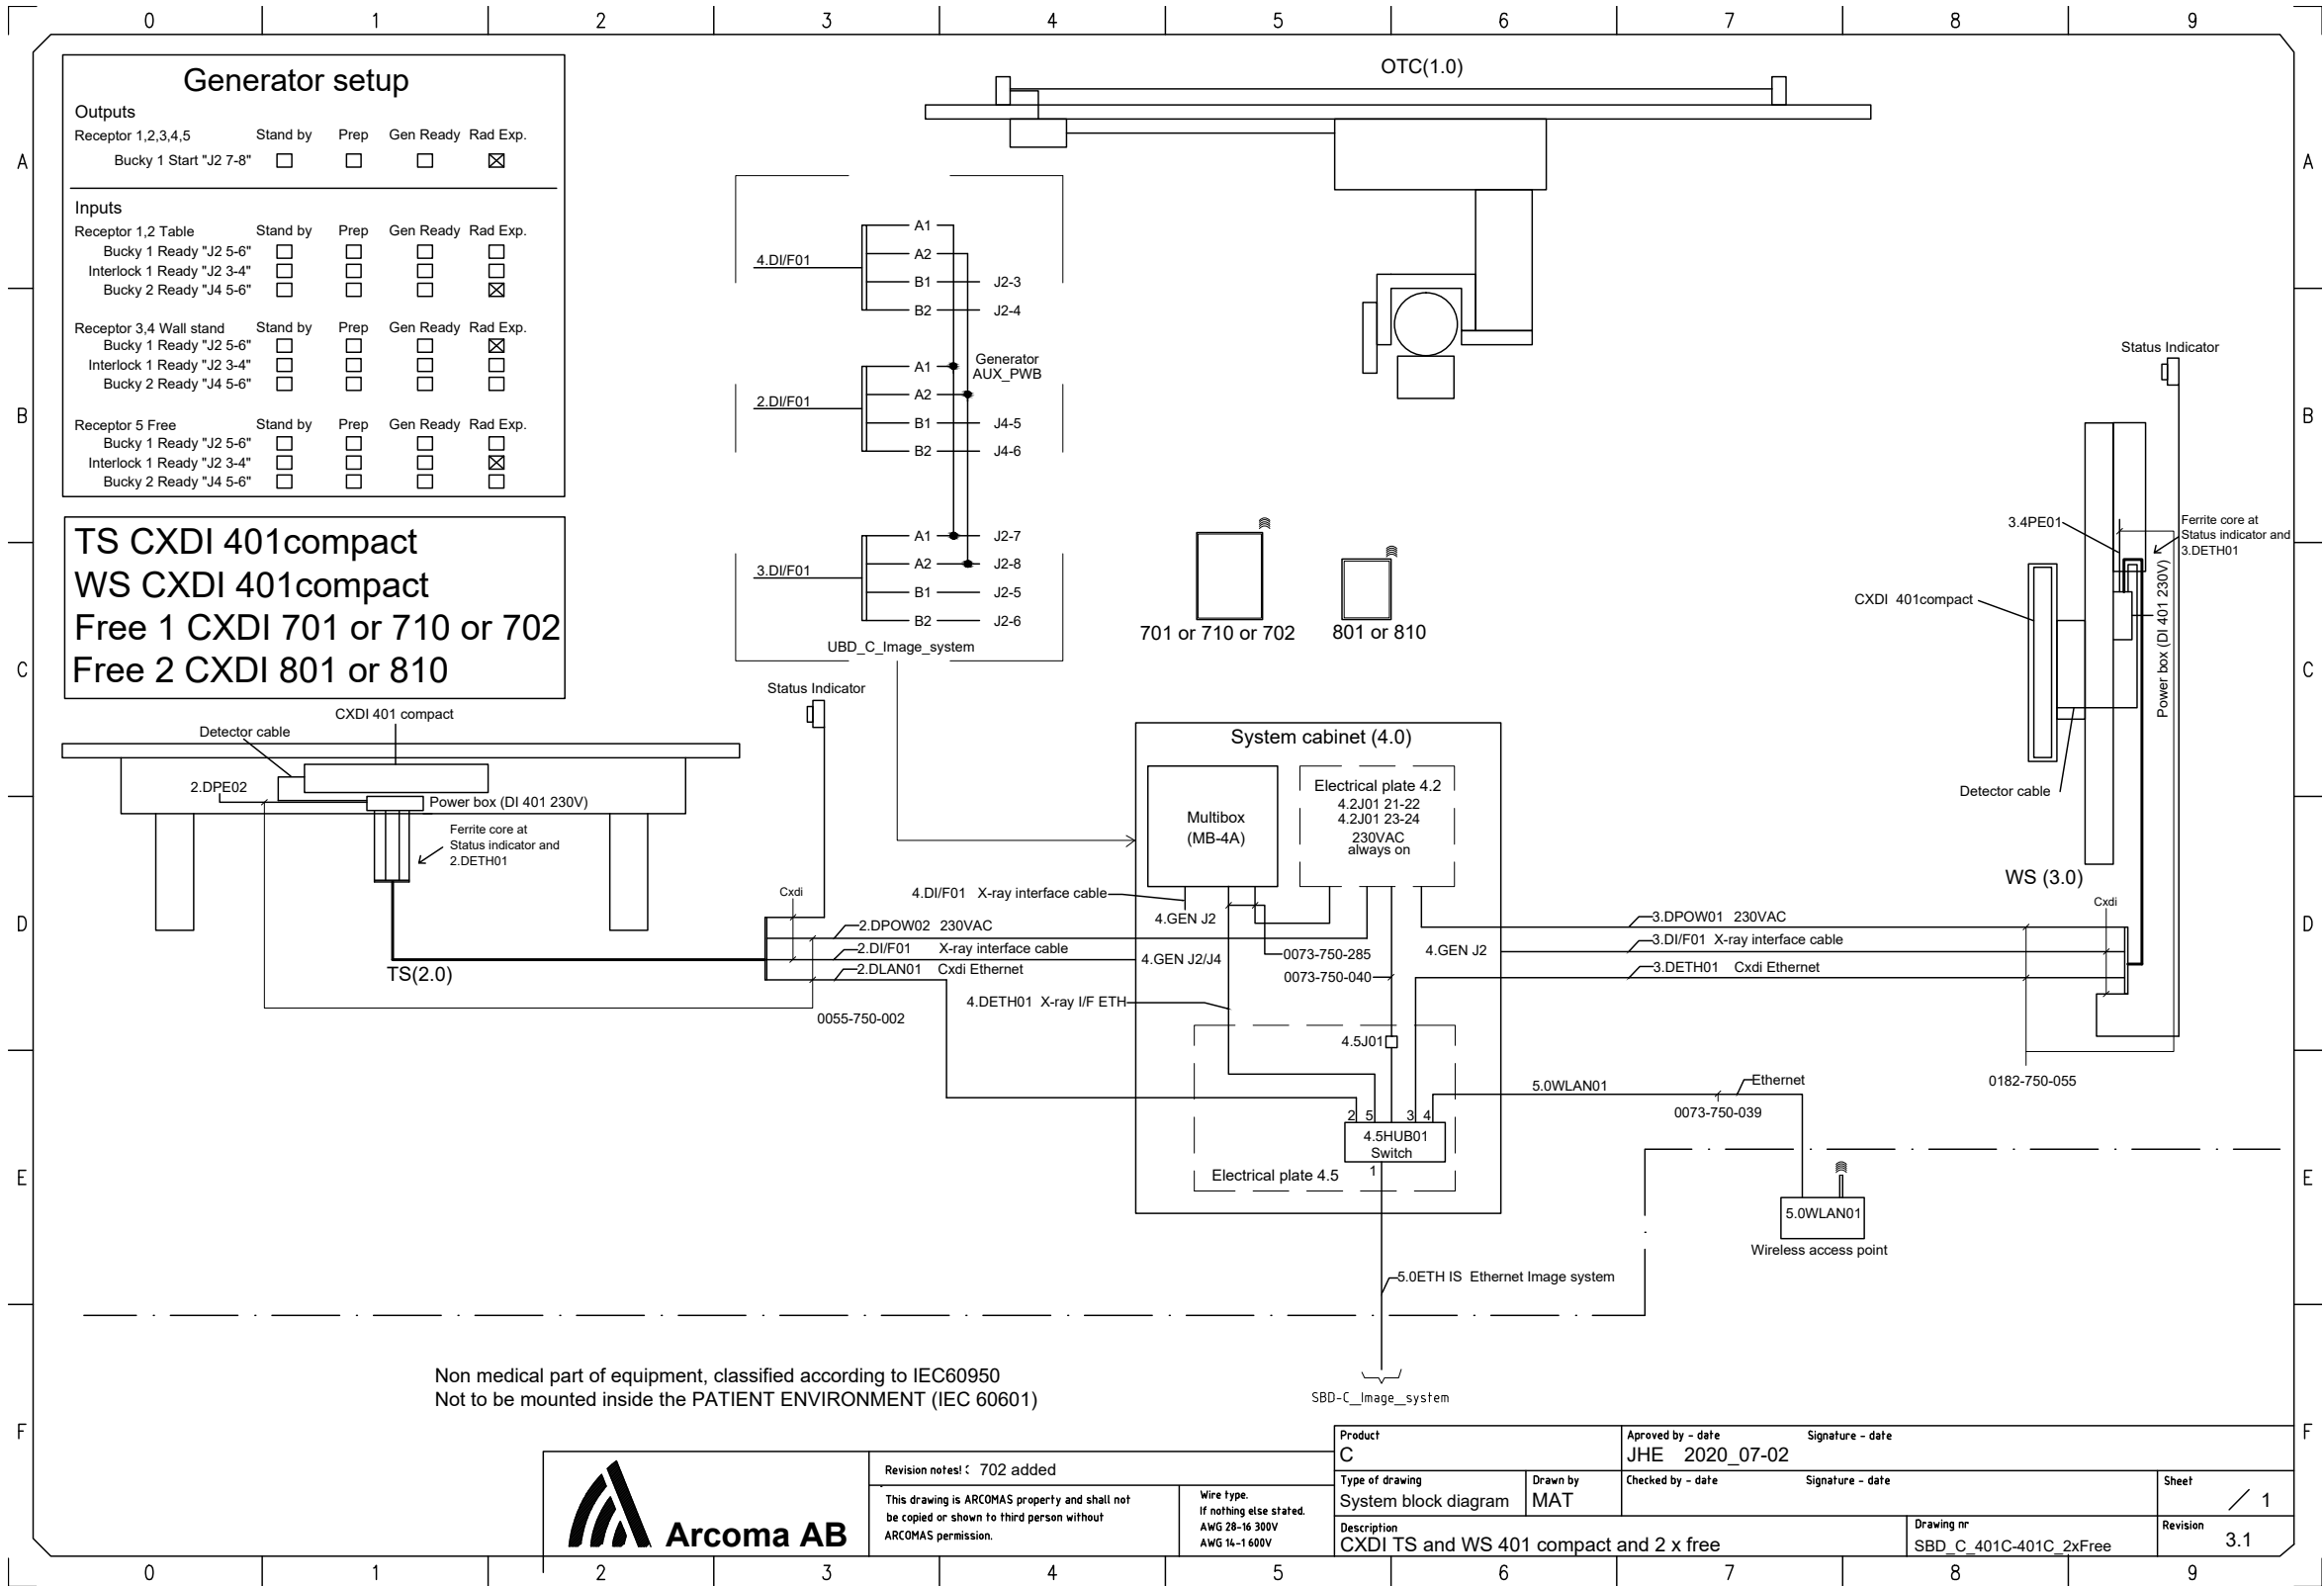 0 1 2 3 4 5 6 7 8 9
Generator setup
Outputs
Receptor 1,2,3,4,5 Stand by Prep Gen Ready Rad Exp.
Bucky 1 Start "J2 7-8"
Inputs
Receptor 1,2 Table Stand by Prep Gen Ready Rad Exp.
Bucky 1 Ready "J2 5-6"
Interlock 1 Ready "J2 3-4"
Bucky 2 Ready "J4 5-6"
Receptor 3,4 Wall stand Stand by Prep Gen Ready Rad Exp.
Bucky 1 Ready "J2 5-6"
Interlock 1 Ready "J2 3-4"
Bucky 2 Ready "J4 5-6"
Receptor 5 Free Stand by Prep Gen Ready Rad Exp.
Bucky 1 Ready "J2 5-6"
Interlock 1 Ready "J2 3-4"
Bucky 2 Ready "J4 5-6"
TS CXDI 401compact
WS CXDI 401compact
Free 1 CXDI 701 or 710 or 702
Free 2 CXDI 801 or 810
A A
B B
C C
D D
E E
F F
OTC(1.0)
4.DI/F01
A1
A2
B1 J2-3
B2 J2-4
Generator
AUX_PWB
2.DI/F01
A1
A2
B1 J4-5
B2 J4-6
3.DI/F01
A1 J2-7
A2 J2-8
B1 J2-5
B2 J2-6
UBD_C_Image_system
701 or 710 or 702
801 or 810
Status Indicator
3.4PE01
Ferrite core at
Status indicator and
3.DETH01
CXDI 401compact
Power box (DI 401 230V)
Detector cable
WS (3.0)
Cxdi
Status Indicator
CXDI 401 compact
Detector cable
2.DPE02
Power box (DI 401 230V)
Ferrite core at
Status indicator and
2.DETH01
TS(2.0)
Cxdi
2.DPOW02 230VAC
2.DI/F01 X-ray interface cable
2.DLAN01 Cxdi Ethernet
0055-750-002
System cabinet (4.0)
Multibox
(MB-4A)
Electrical plate 4.2
4.2J01 21-22
4.2J01 23-24
230VAC
always on
4.DI/F01 X-ray interface cable
4.GEN J2
4.GEN J2/J4
0073-750-285
0073-750-040
4.GEN J2
4.DETH01 X-ray I/F ETH
4.5J01
3.DPOW01 230VAC
3.DI/F01 X-ray interface cable
3.DETH01 Cxdi Ethernet
0182-750-055
2 5 3 4
4.5HUB01
Switch
1
Electrical plate 4.5
5.0WLAN01
Ethernet
0073-750-039
5.0WLAN01
Wireless access point
5.0ETH IS Ethernet Image system
SBD-C_Image_system
Non medical part of equipment, classified according to IEC60950
Not to be mounted inside the PATIENT ENVIRONMENT (IEC 60601)
Arcoma AB
Revision notes! 702 added
This drawing is ARCOMAS property and shall not
be copied or shown to third person without
ARCOMAS permission.
Wire type.
If nothing else stated.
AWG 28-16 300V
AWG 14-1 600V
Product
C
Aproved by - date Signature - date
JHE 2020_07-02
Type of drawing
System block diagram
Drawn by
MAT
Checked by - date Signature - date
Sheet
/ 1
Description
CXDI TS and WS 401 compact and 2 x free
Drawing nr
SBD_C_401C-401C_2xFree
Revision
3.1
0 1 2 3 4 5 6 7 8 9